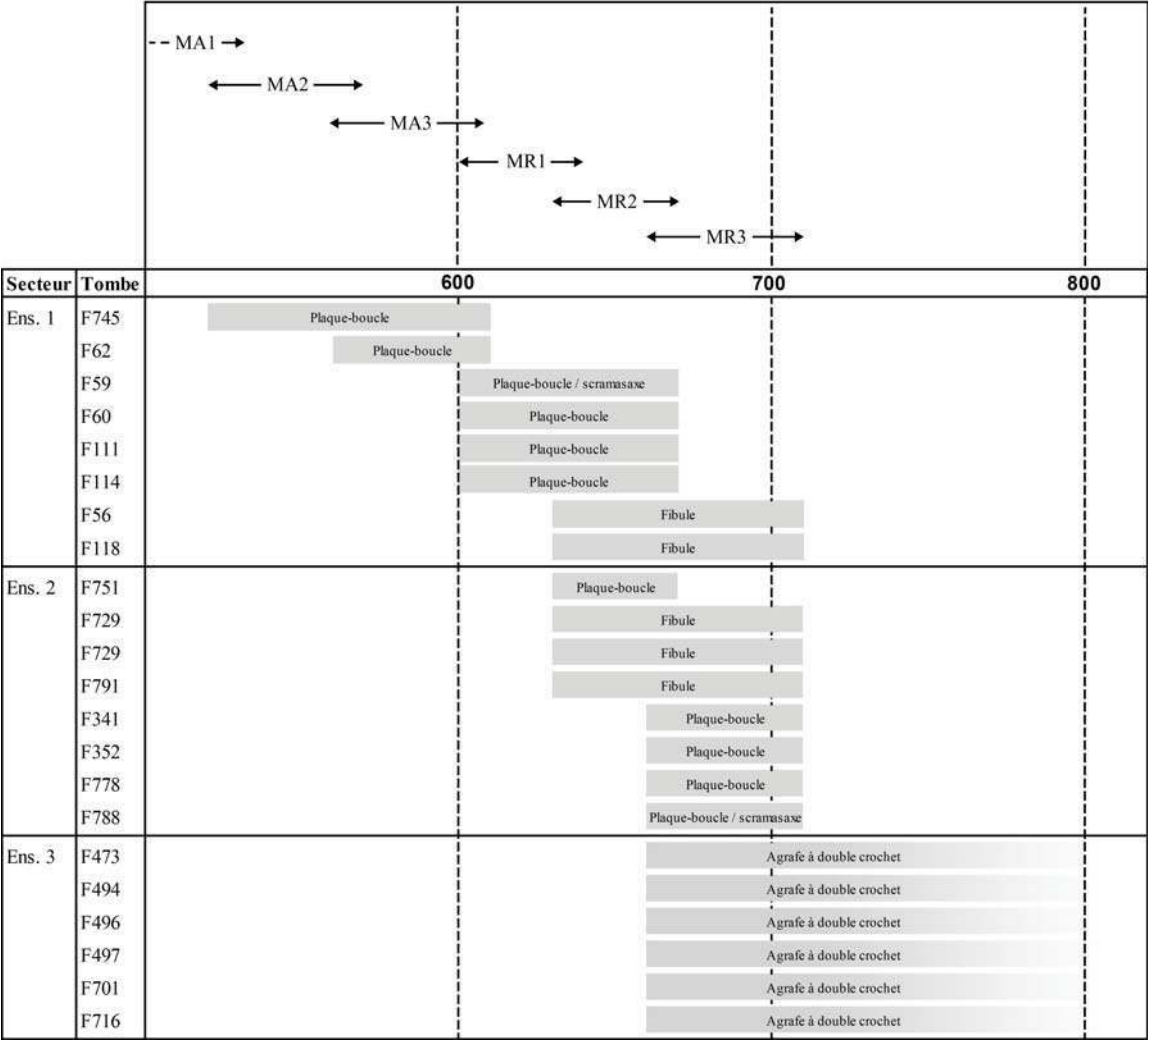 MA1
MA2
MA3
MR1
MR2
MR3
Secteur Tombe 600 700 800
Ens. 1 F745 Plaque-boucle
F62 Plaque-boucle
F59 Plaque-boucle / scramasaxe
F60 Plaque-boucle
F111 Plaque-boucle
F114 Plaque-boucle
F56 Fibule
F118 Fibule
Ens. 2 F751 Plaque-boucle
F729 Fibule
F729 Fibule
F791 Fibule
F341 Plaque-boucle
F352 Plaque-boucle
F778 Plaque-boucle
F788 Plaque-boucle / scramasaxe
Ens. 3 F473 Agrafe à double crochet
F494 Agrafe à double crochet
F496 Agrafe à double crochet
F497 Agrafe à double crochet
F701 Agrafe à double crochet
F716 Agrafe à double crochet